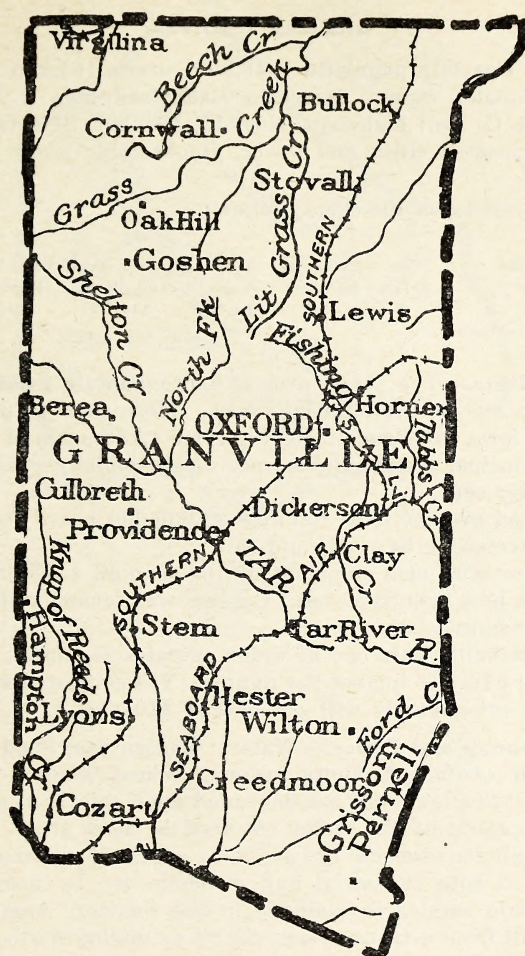 Virgilina
Beech Cr
Bullock
Cornwall
Grass Creek
Stovall
Oak Hill
Goshen
Lit Grass Cr
SOUTHERN
Shelton Cr
North Fk
Lewis
Fishing
Berea
OXFORD
Horner
Tabbs Cr
GRANVILLE
Culbreth
Dickerson
Providence
TAR
AIR
Clay
Cr
Knap of Reeds
SOUTHERN
Hampton
Stem
Tar River
R.
SEABOARD
Hester
Lyons
Wilton
Ford C
Creedmoor
Cr
Cozart
Grissom
Pernell